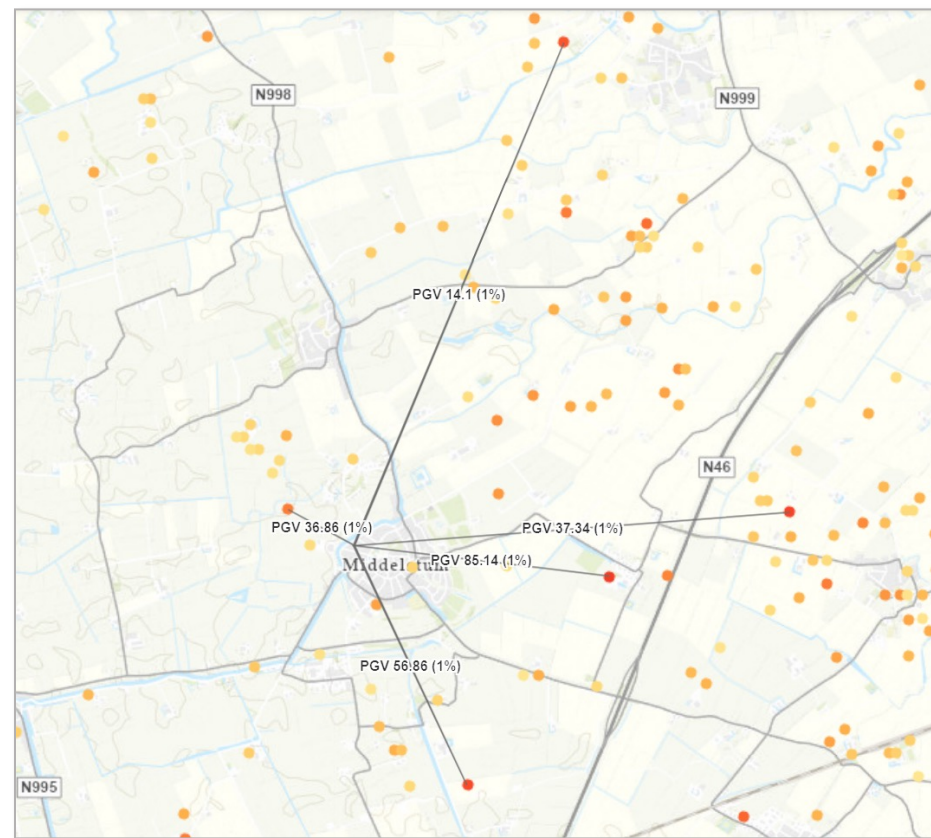 N998
N999
PGV 14.1 (1%)
N46
PGV 36.86 (1%)
PGV 37.34 (1%)
PGV 85.14 (1%)
Middelstum
PGV 56.86 (1%)
N995